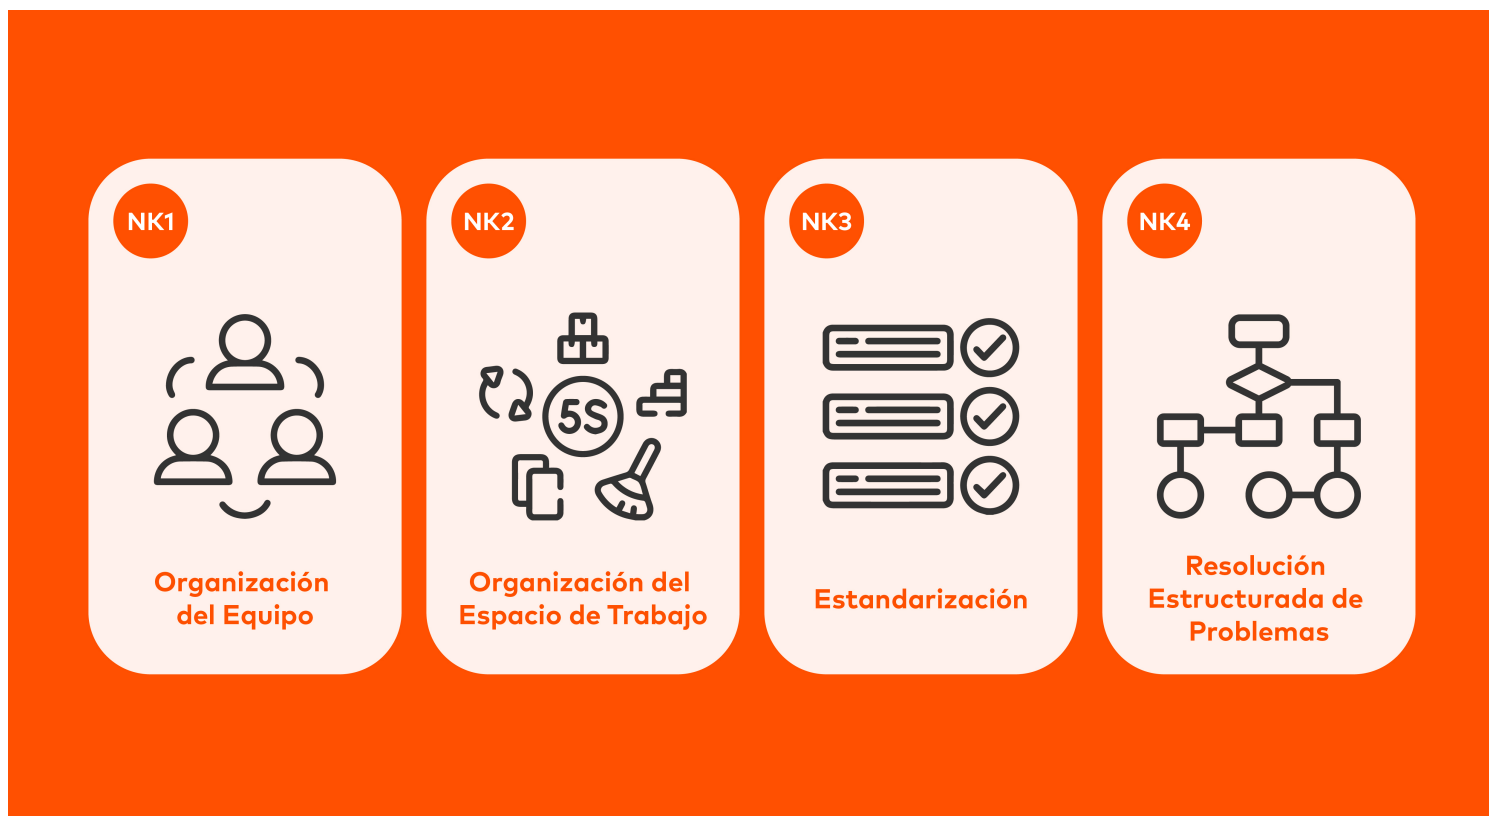 NK1
Organización
del Equipo
NK2
5S
Organización del
Espacio de Trabajo
NK3
Estandarización
NK4
Resolución
Estructurada de
Problemas